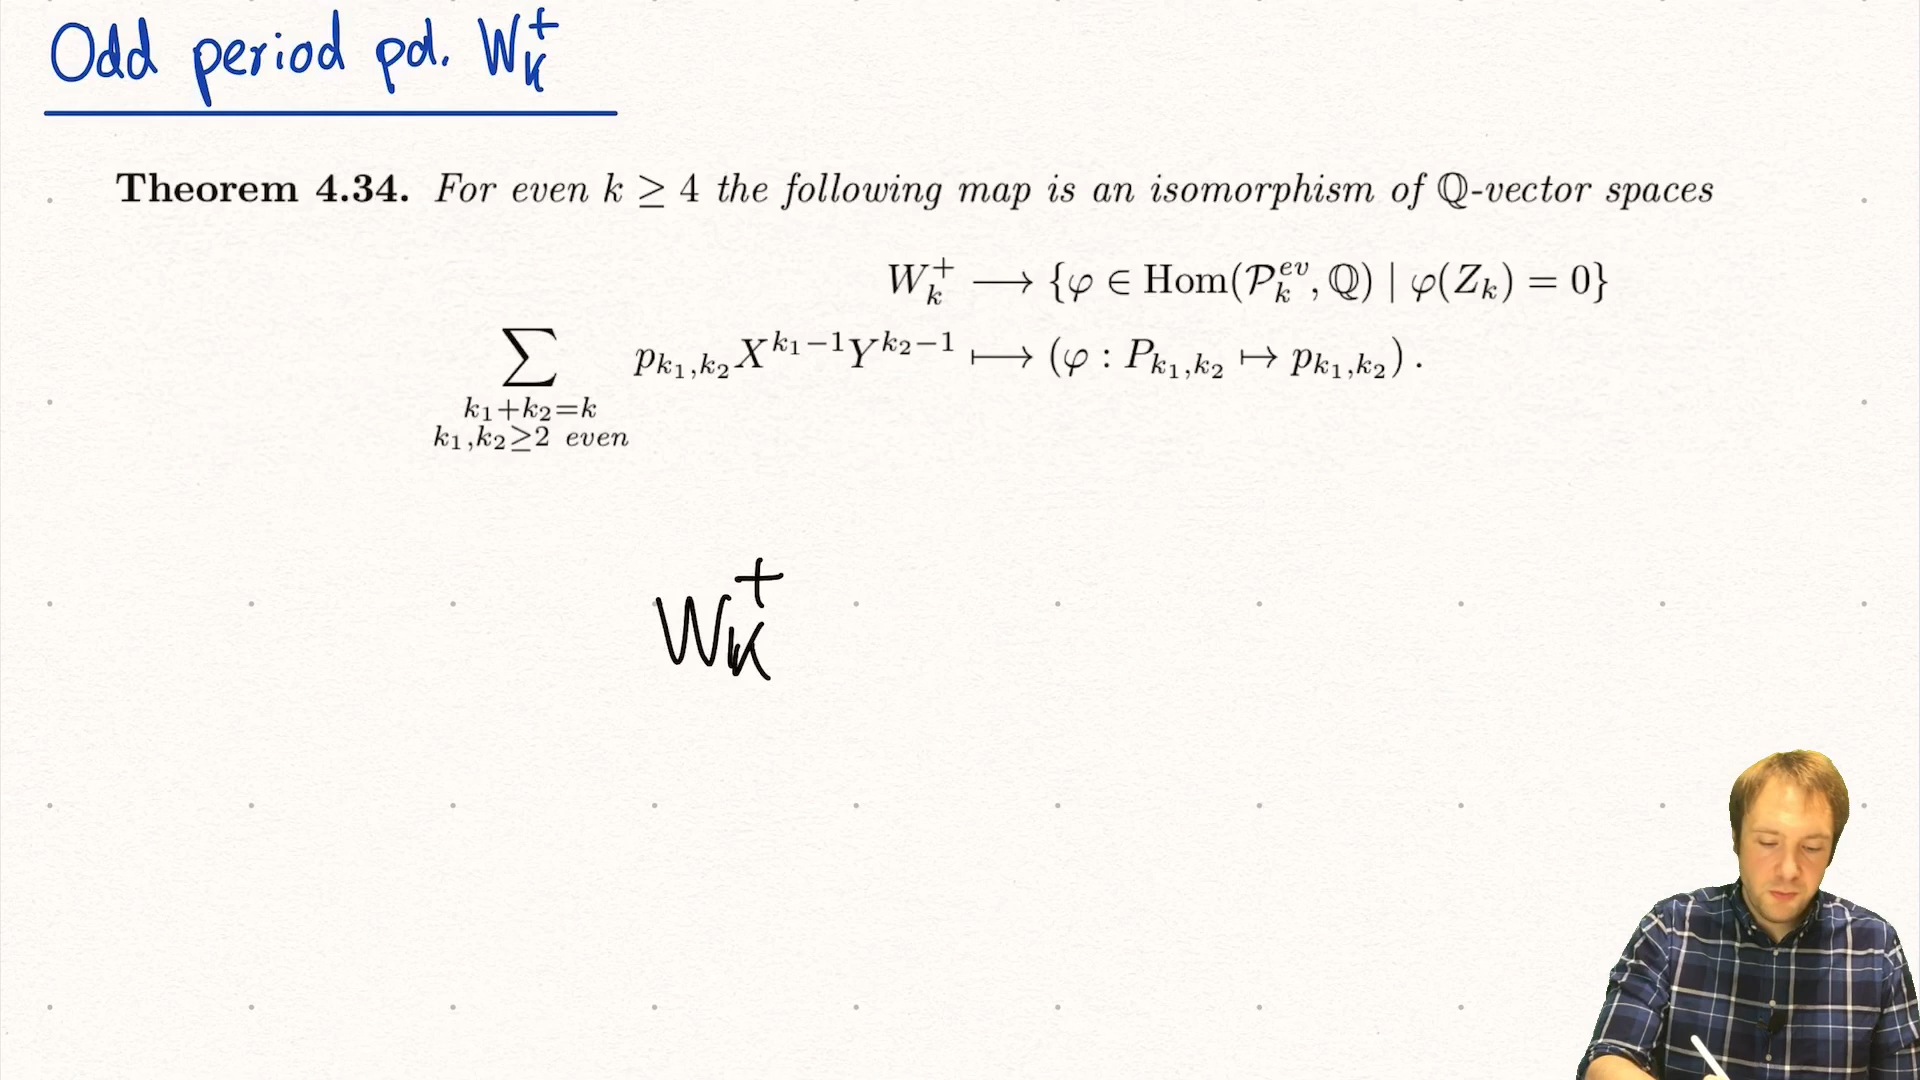 Odd period pol. W_k^+
Theorem 4.34. For even k ≥ 4 the following map is an isomorphism of ℚ-vector spaces
W_k^+ ⟶ {φ ∈ Hom(𝒫_k^{ev}, ℚ) | φ(Z_k) = 0}
∑ p_{k_1,k_2} X^{k_1−1} Y^{k_2−1} ⟼ (φ : P_{k_1,k_2} ↦ p_{k_1,k_2}) .
k_1+k_2=k
k_1,k_2≥2 even
W_k^+